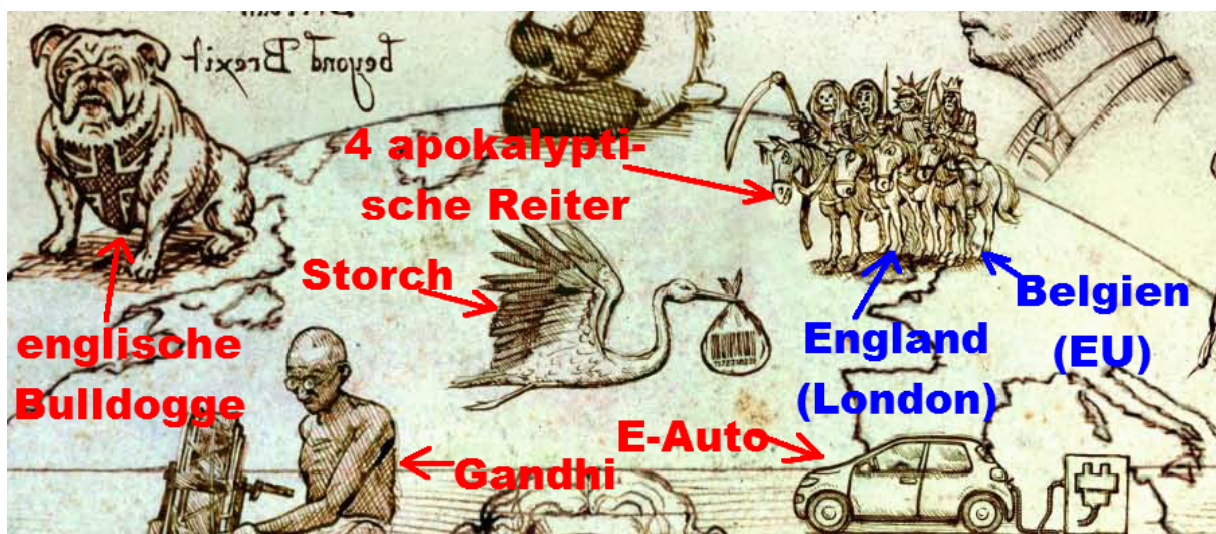 beyond Brexit
4 apokalypti-
sche Reiter
Storch
Belgien
(EU)
englische
Bulldogge
England
(London)
E-Auto
Gandhi